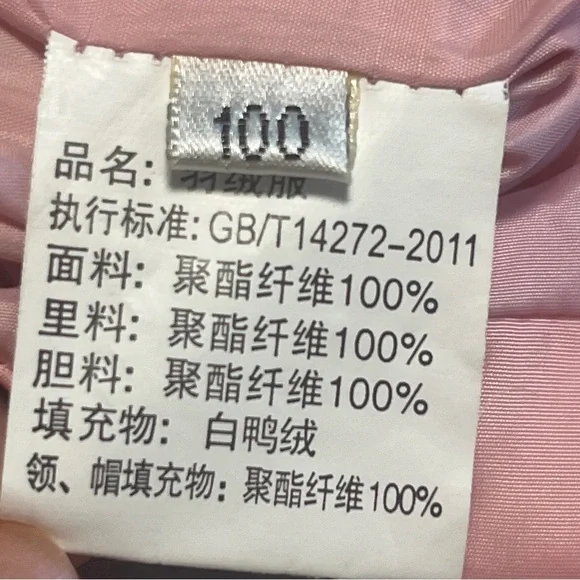 100
品名: 羽绒服
执行标准: GB/T14272-2011
面料: 聚酯纤维100%
里料: 聚酯纤维100%
胆料: 聚酯纤维100%
填充物: 白鸭绒
领、帽填充物: 聚酯纤维100%